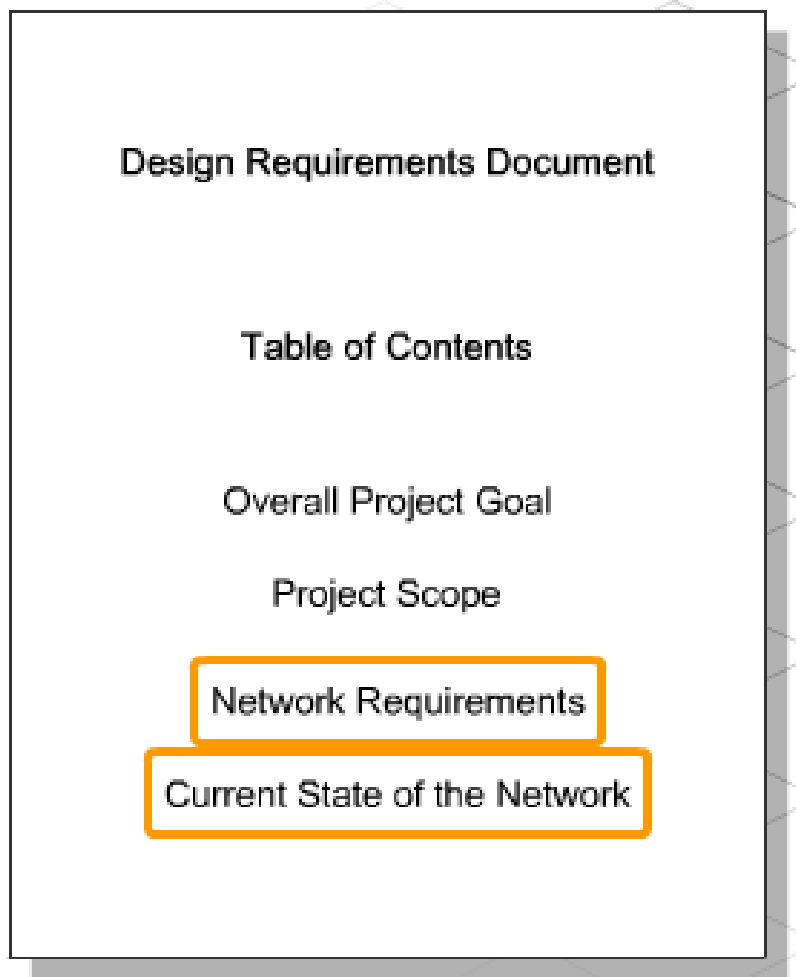 Design Requirements Document
Table of Contents
Overall Project Goal
Project Scope
Network Requirements
Current State of the Network